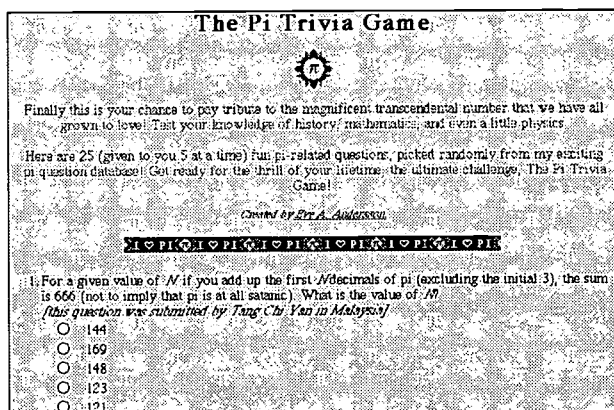 The Pi Trivia Game
π
Finally this is your chance to pay tribute to the magnificent transcendental number that we have all
grown to love! Test your knowledge of history, mathematics, and even a little physics.
Here are 25 (given to you 5 at a time) fun pi-related questions, picked randomly from my exciting
pi question database! Get ready for the thrill of your lifetime, the ultimate challenge, The Pi Trivia
Game!
Created by Eve A. Andersson
I ♡ PI π I ♡ PI π I ♡ PI π I ♡ PI π I ♡ PI π I ♡ PI
1. For a given value of N if you add up the first N decimals of pi (excluding the initial 3), the sum
is 666 (not to imply that pi is at all satanic). What is the value of N?
[this question was submitted by Tang Chi Yan in Malaysia]
144
169
148
123
121